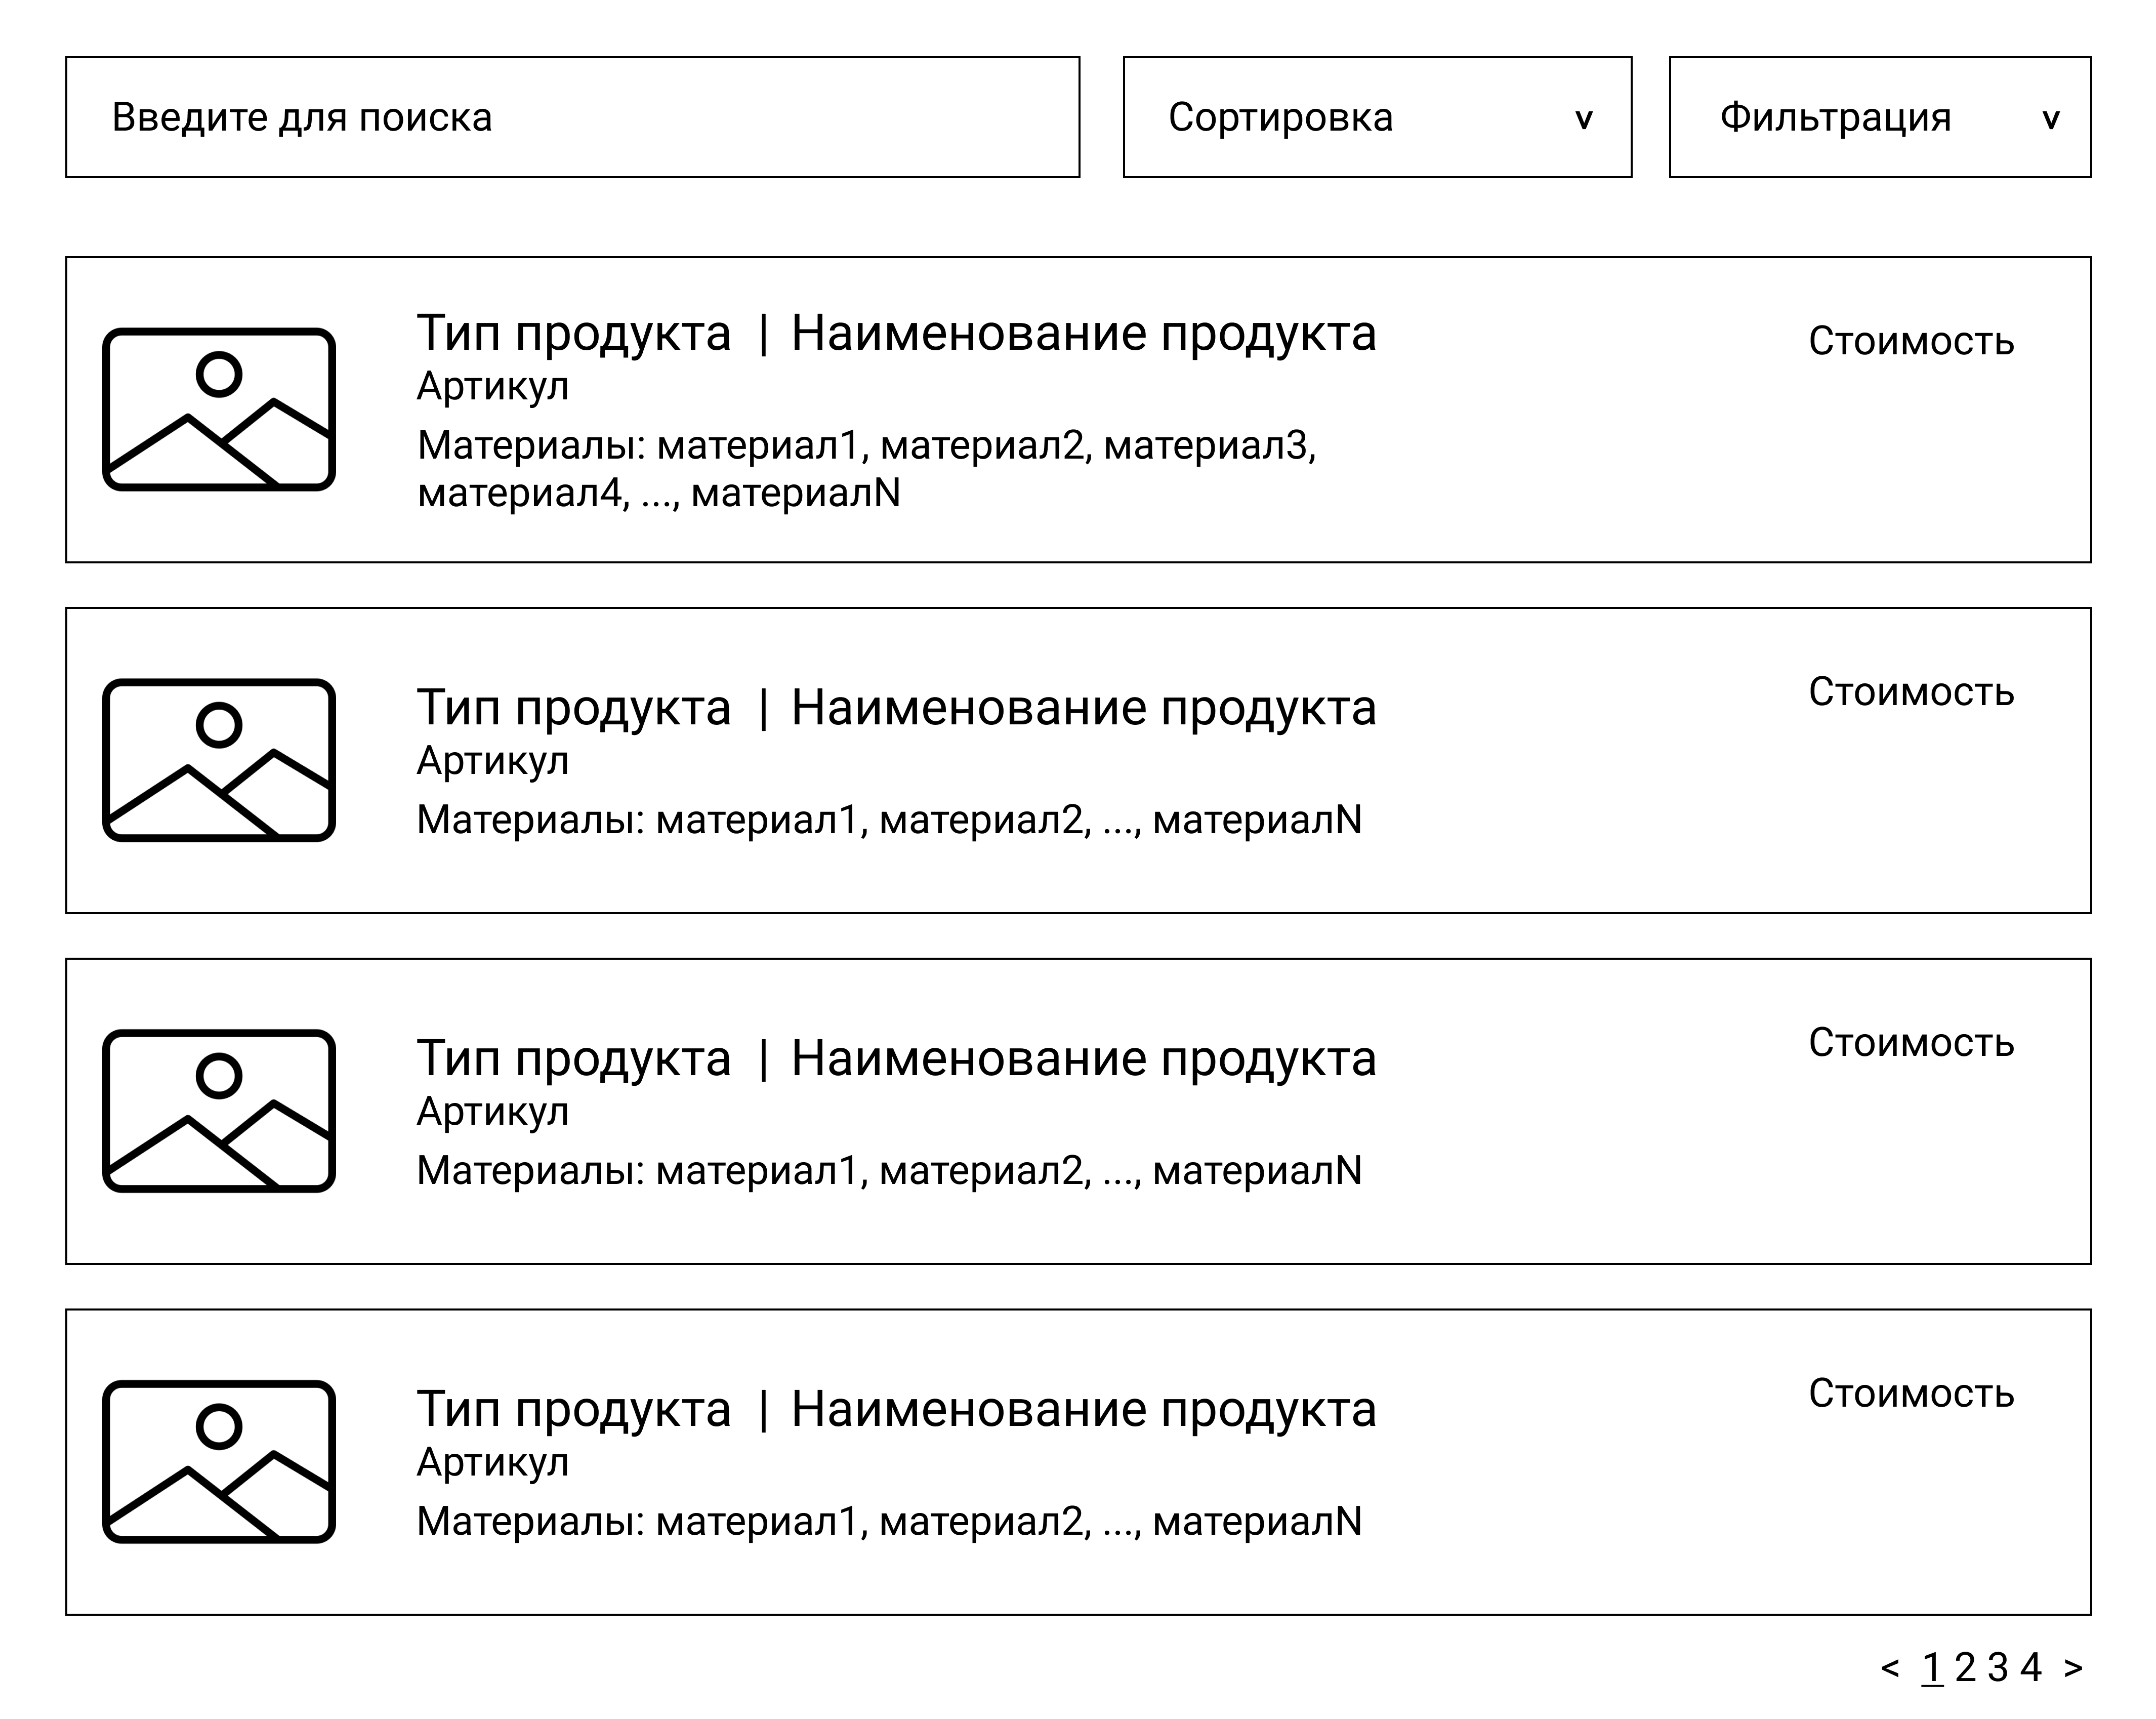 Введите для поиска
Сортировка
Фильтрация
Тип продукта | Наименование продукта
Стоимость
Артикул
Материалы: материал1, материал2, материал3,
материал4, ..., материалN
Тип продукта | Наименование продукта
Стоимость
Артикул
Материалы: материал1, материал2, ..., материалN
Тип продукта | Наименование продукта
Стоимость
Артикул
Материалы: материал1, материал2, ..., материалN
Тип продукта | Наименование продукта
Стоимость
Артикул
Материалы: материал1, материал2, ..., материалN
< 1 2 3 4 >